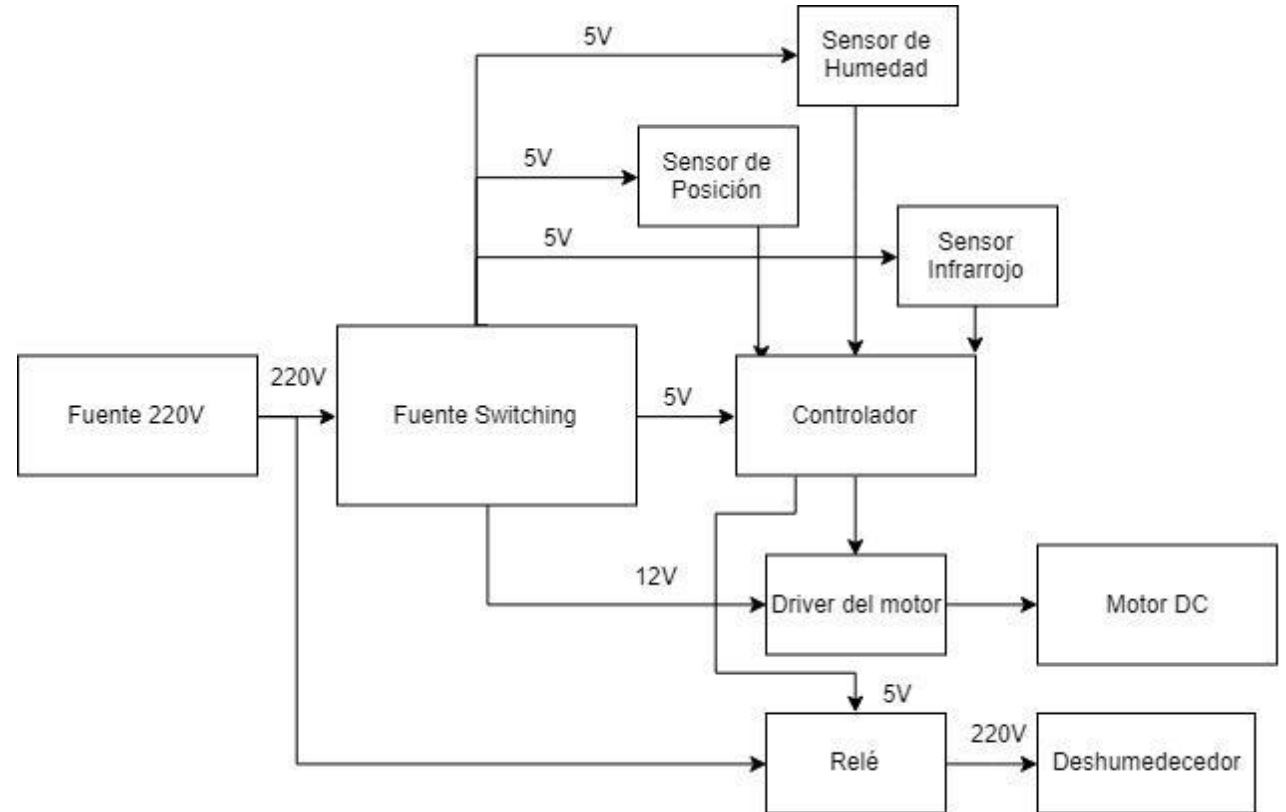 5V
Sensor de
Humedad
5V
Sensor de
Posición
5V
Sensor
Infrarrojo
Fuente 220V
220V
Fuente Switching
5V
Controlador
12V
Driver del motor
Motor DC
5V
Relé
220V
Deshumedecedor